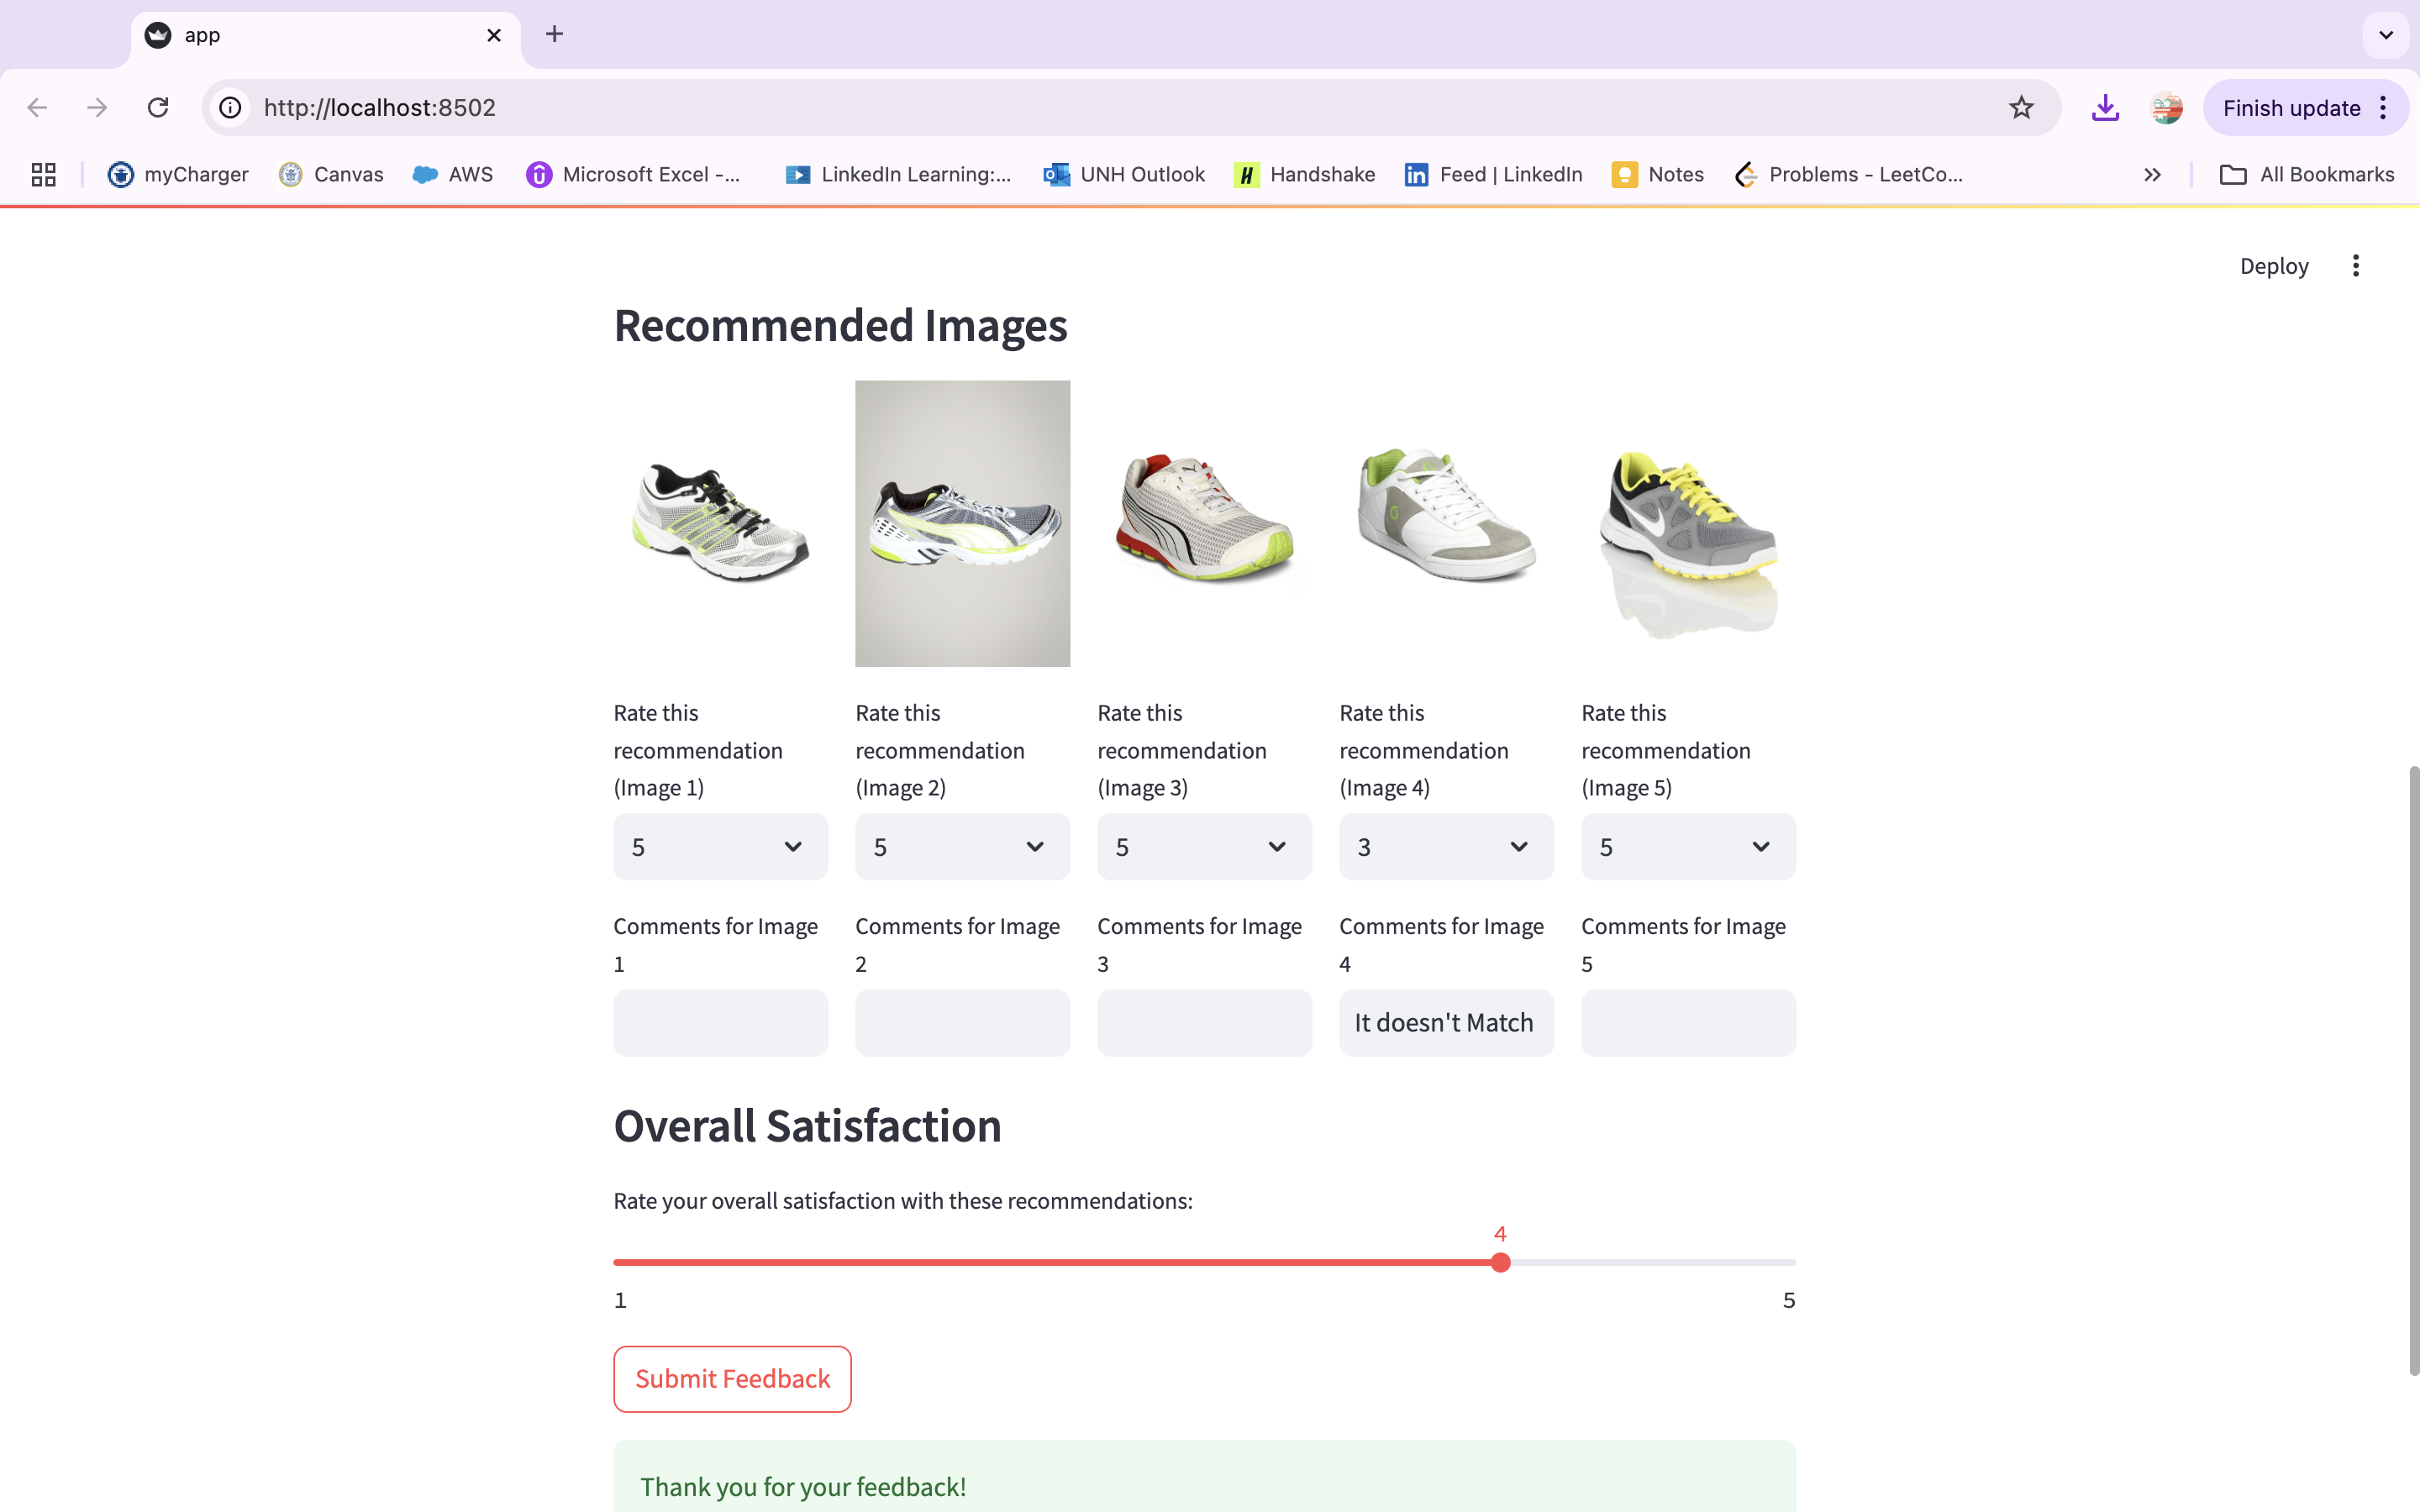 app
http://localhost:8502
Finish update
myCharger
Canvas
AWS
Microsoft Excel -...
LinkedIn Learning:...
UNH Outlook
Handshake
Feed | LinkedIn
Notes
Problems - LeetCo...
All Bookmarks
Deploy
Recommended Images
Rate this
recommendation
(Image 1)
5
Comments for Image
1
Rate this
recommendation
(Image 2)
5
Comments for Image
2
Rate this
recommendation
(Image 3)
5
Comments for Image
3
Rate this
recommendation
(Image 4)
3
Comments for Image
4
It doesn't Match
Rate this
recommendation
(Image 5)
5
Comments for Image
5
Overall Satisfaction
Rate your overall satisfaction with these recommendations:
4
1
5
Submit Feedback
Thank you for your feedback!